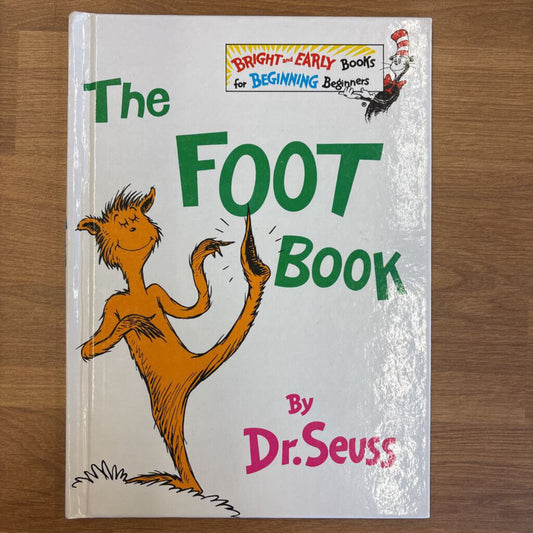 BRIGHT and EARLY BOOKS
for BEGINNING Beginners
The
FOOT
BOOK
By
Dr. Seuss